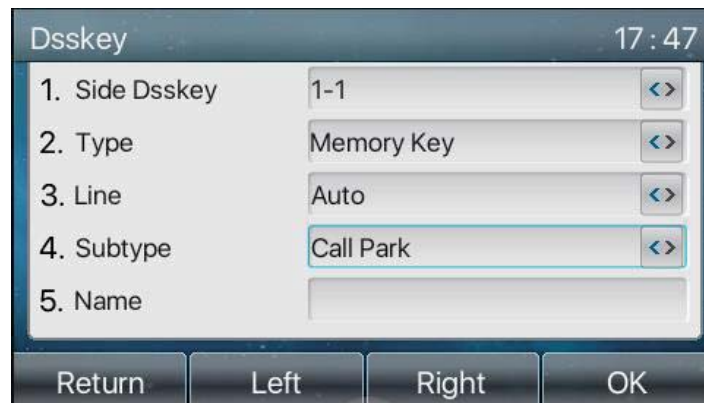 Dsskey 17:47
1. Side Dsskey 1-1 <>
2. Type Memory Key <>
3. Line Auto <>
4. Subtype Call Park <>
5. Name
Return Left Right OK